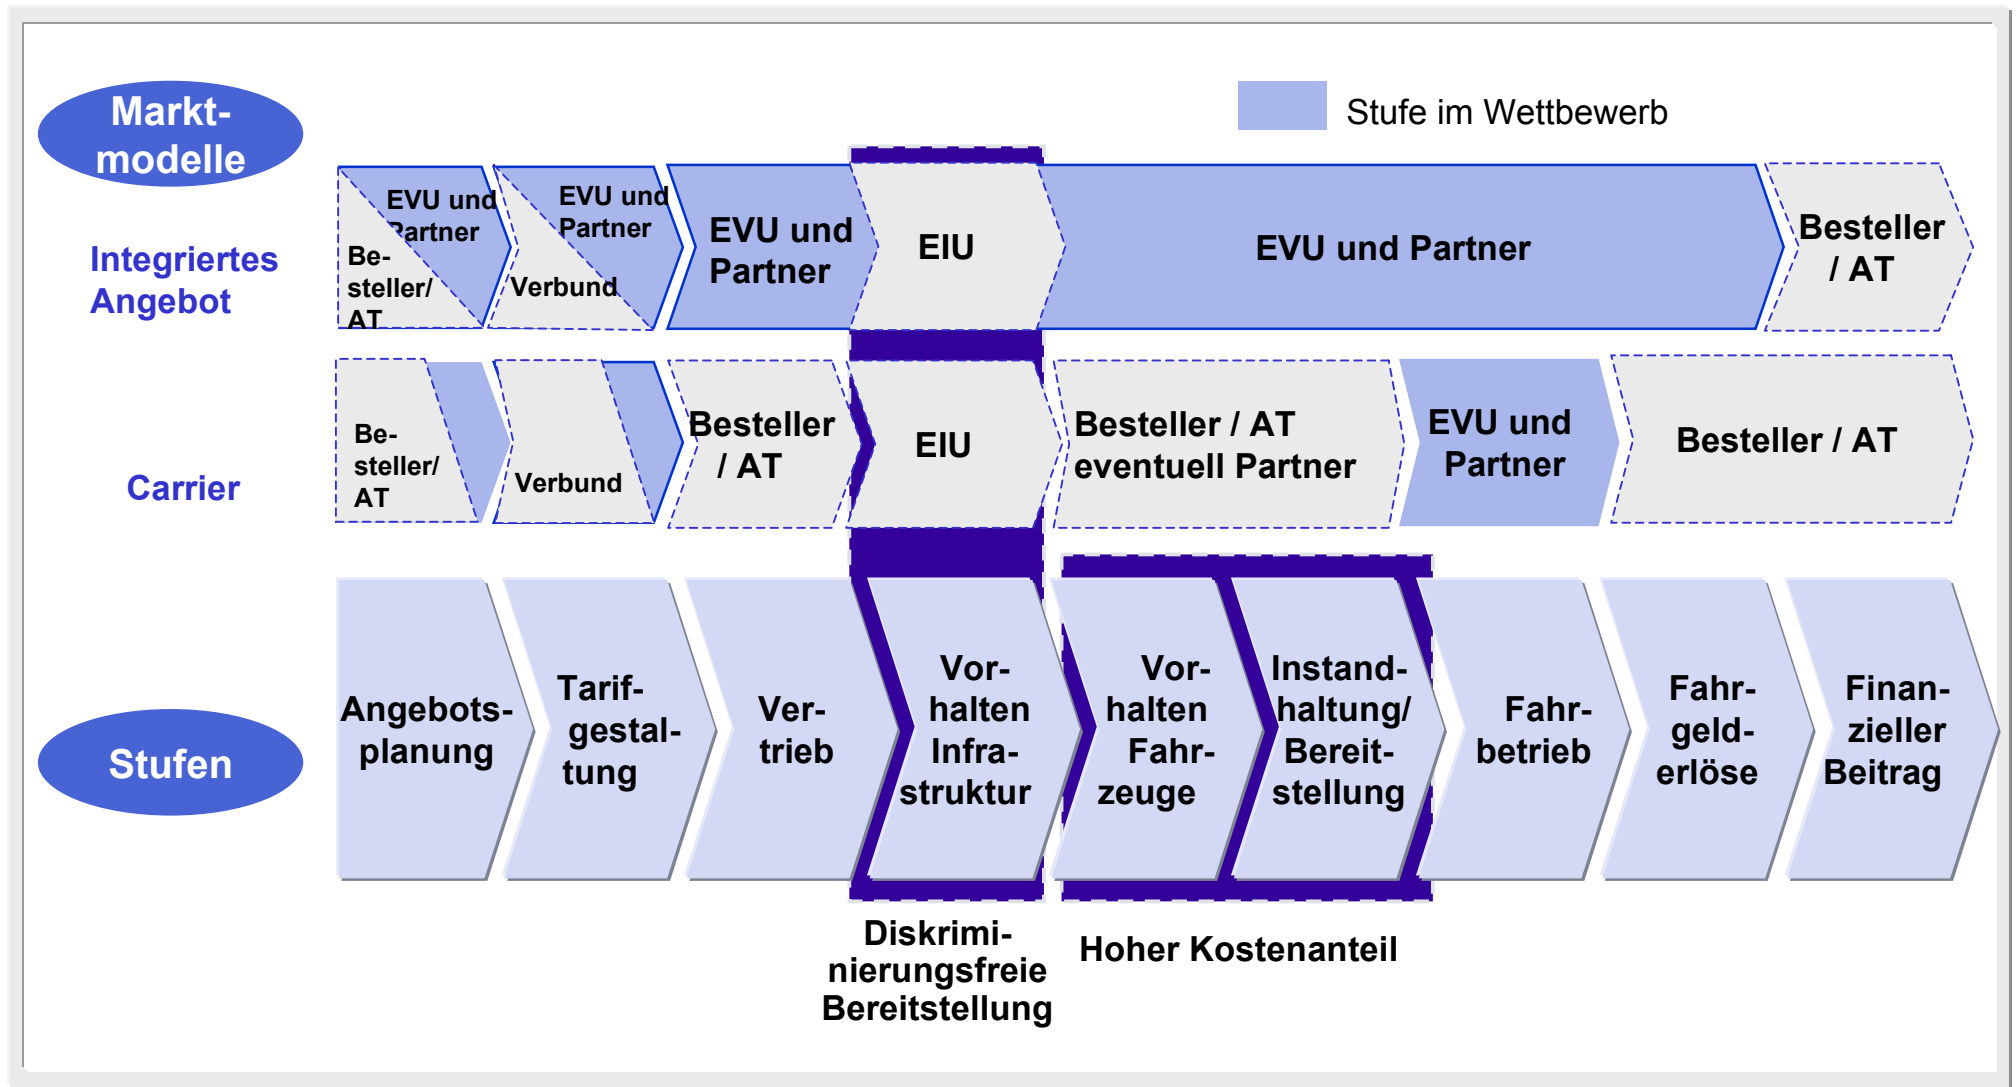 Markt-
modelle
Stufe im Wettbewerb
Integriertes
Angebot
EVU und
Partner
Be-
steller/
AT
EVU und
Partner
Verbund
EVU und
Partner
EIU
EVU und Partner
Besteller
/ AT
Carrier
Be-
steller/
AT
Verbund
Besteller
/ AT
EIU
Besteller / AT
eventuell Partner
EVU und
Partner
Besteller / AT
Stufen
Angebots-
planung
Tarif-
gestal-
tung
Ver-
trieb
Vor-
halten
Infra-
struktur
Vor-
halten
Fahr-
zeuge
Instand-
haltung/
Bereit-
stellung
Fahr-
betrieb
Fahr-
geld-
erlöse
Finan-
zieller
Beitrag
Diskrimi-
nierungsfreie
Bereitstellung
Hoher Kostenanteil